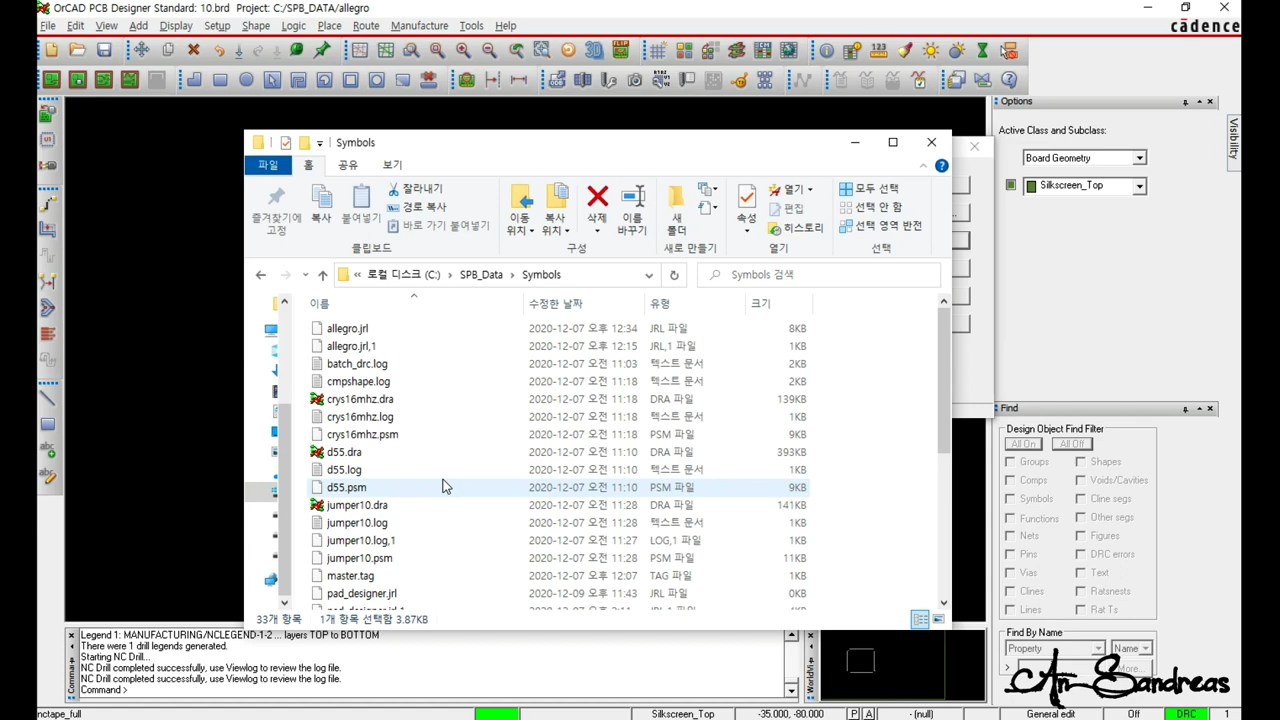 OrCAD PCB Designer Standard: 10.brd Project: C:/SPB_DATA/allegro
File Edit View Add Display Setup Shape Logic Place Route Manufacture Tools Help
cādence
Options
Active Class and Subclass:
Board Geometry
Silkscreen_Top
Visibility
Symbols
파일 홈 공유 보기
즐겨찾기에 고정
복사
붙여넣기
잘라내기
경로 복사
바로 가기 붙여넣기
클립보드
이동 위치
복사 위치
삭제
이름 바꾸기
구성
새 폴더
새로 만들기
속성
열기
편집
히스토리
열기
모두 선택
선택 안 함
선택 영역 반전
선택
« 로컬 디스크 (C:) > SPB_Data > Symbols
Symbols 검색
이름 수정한 날짜 유형 크기
allegro.jrl 2020-12-07 오후 12:34 JRL 파일 8KB
allegro.jrl,1 2020-12-07 오후 12:15 JRL,1 파일 1KB
batch_drc.log 2020-12-07 오전 11:03 텍스트 문서 2KB
cmpshape.log 2020-12-07 오전 11:18 텍스트 문서 2KB
crys16mhz.dra 2020-12-07 오전 11:18 DRA 파일 139KB
crys16mhz.log 2020-12-07 오전 11:18 텍스트 문서 1KB
crys16mhz.psm 2020-12-07 오전 11:18 PSM 파일 9KB
d55.dra 2020-12-07 오전 11:10 DRA 파일 393KB
d55.log 2020-12-07 오전 11:10 텍스트 문서 1KB
d55.psm 2020-12-07 오전 11:10 PSM 파일 9KB
jumper10.dra 2020-12-07 오전 11:28 DRA 파일 141KB
jumper10.log 2020-12-07 오전 11:28 텍스트 문서 1KB
jumper10.log,1 2020-12-07 오전 11:27 LOG,1 파일 1KB
jumper10.psm 2020-12-07 오전 11:28 PSM 파일 11KB
master.tag 2020-12-07 오후 12:07 TAG 파일 1KB
pad_designer.jrl 2020-12-09 오후 11:43 JRL 파일 0KB
33개 항목 1개 항목 선택함 3.87KB
Find
Design Object Find Filter
All On All Off
Groups Shapes
Comps Voids/Cavities
Symbols Cline segs
Functions Other segs
Nets Figures
Pins DRC errors
Vias Text
Clines Ratsnests
Lines Rat Ts
Find By Name
Property Name
> More...
An Sandreas
Legend 1: MANUFACTURING/NCLEGEND-1-2 ... layers TOP to BOTTOM
There were 1 drill legends generated.
Starting NC Drill...
NC Drill completed successfully, use Viewlog to review the log file.
NC Drill completed successfully, use Viewlog to review the log file.
Command >
nctape_full Silkscreen_Top -35.000, -80.000 P A - (null) General edit Off DRC 1